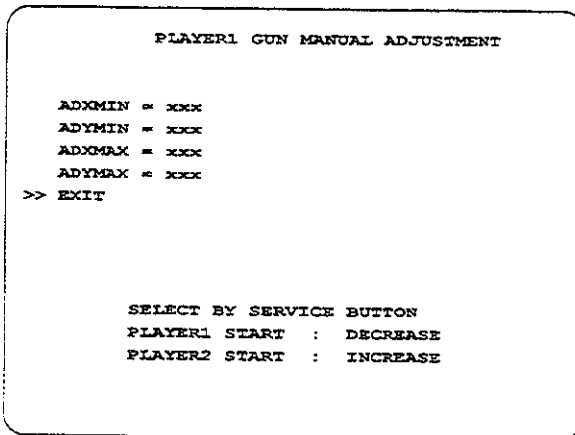 PLAYER1 GUN MANUAL ADJUSTMENT
ADXMIN = xxx
ADYMIN = xxx
ADXMAX = xxx
ADYMAX = xxx
>> EXIT
SELECT BY SERVICE BUTTON
PLAYER1 START : DECREASE
PLAYER2 START : INCREASE